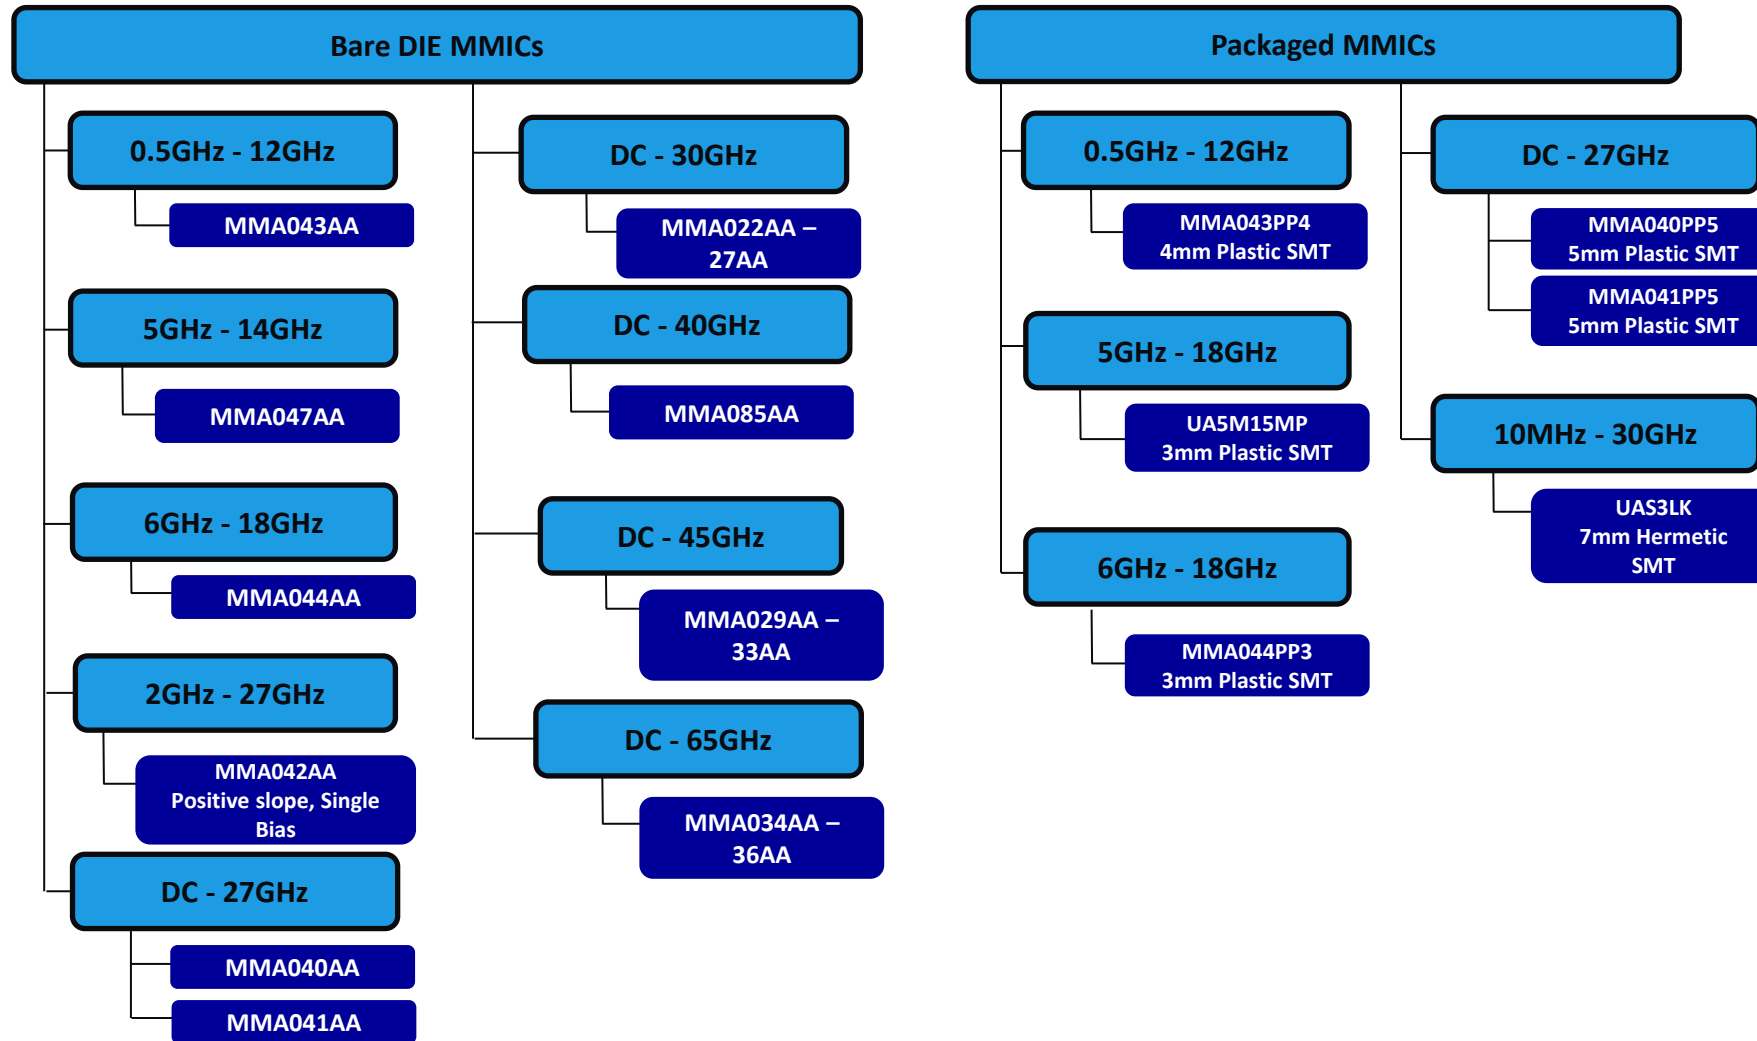 Bare DIE MMICs
0.5GHz - 12GHz
MMA043AA
5GHz - 14GHz
MMA047AA
6GHz - 18GHz
MMA044AA
2GHz - 27GHz
MMA042AA
Positive slope, Single
Bias
DC - 27GHz
MMA040AA
MMA041AA
DC - 30GHz
MMA022AA –
27AA
DC - 40GHz
MMA085AA
DC - 45GHz
MMA029AA –
33AA
DC - 65GHz
MMA034AA –
36AA
Packaged MMICs
0.5GHz - 12GHz
MMA043PP4
4mm Plastic SMT
5GHz - 18GHz
UA5M15MP
3mm Plastic SMT
6GHz - 18GHz
MMA044PP3
3mm Plastic SMT
DC - 27GHz
MMA040PP5
5mm Plastic SMT
MMA041PP5
5mm Plastic SMT
10MHz - 30GHz
UAS3LK
7mm Hermetic
SMT